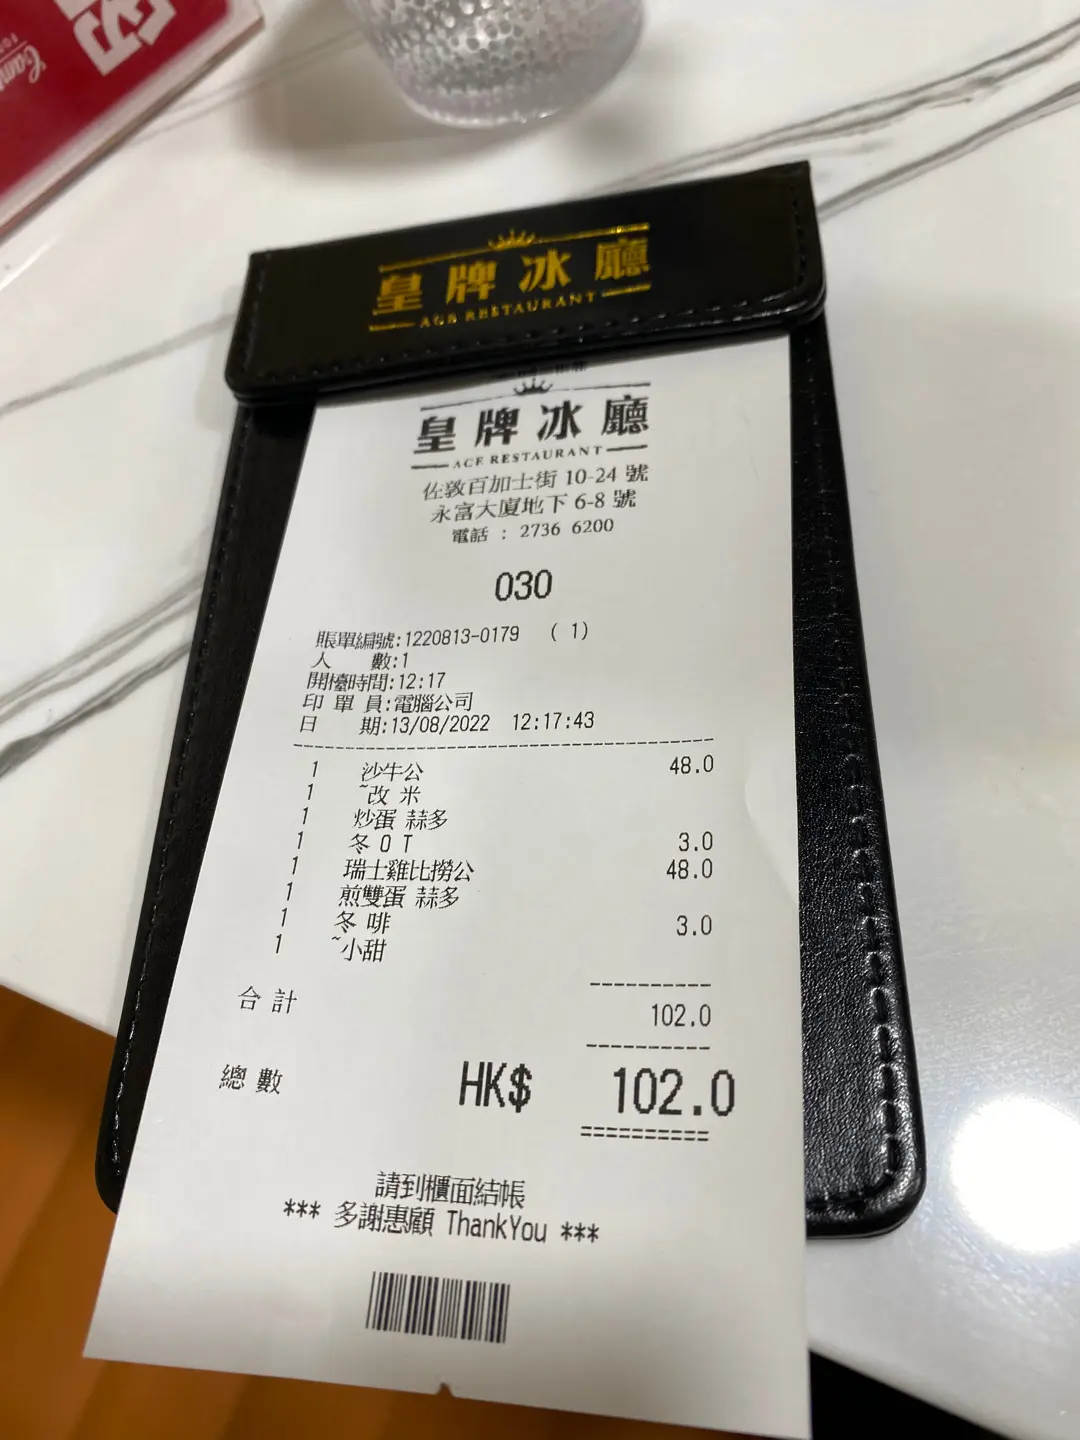 皇牌冰廳
ACE RESTAURANT
皇牌冰廳
ACE RESTAURANT
佐敦百加士街 10-24 號
永富大廈地下 6-8 號
電話 : 2736 6200
030
賬單編號:1220813-0179 ( 1)
人 數:1
開檯時間:12:17
印 單 員:電腦公司
日 期:13/08/2022 12:17:43
1 沙牛公 48.0
1 ~改 米
1 炒蛋 蒜多
1 冬 O T 3.0
1 瑞士雞比撈公 48.0
1 煎雙蛋 蒜多
1 冬 啡 3.0
1 ~小甜
合 計 102.0
總 數 HK$ 102.0
請到櫃面結帳
*** 多謝惠顧 ThankYou ***